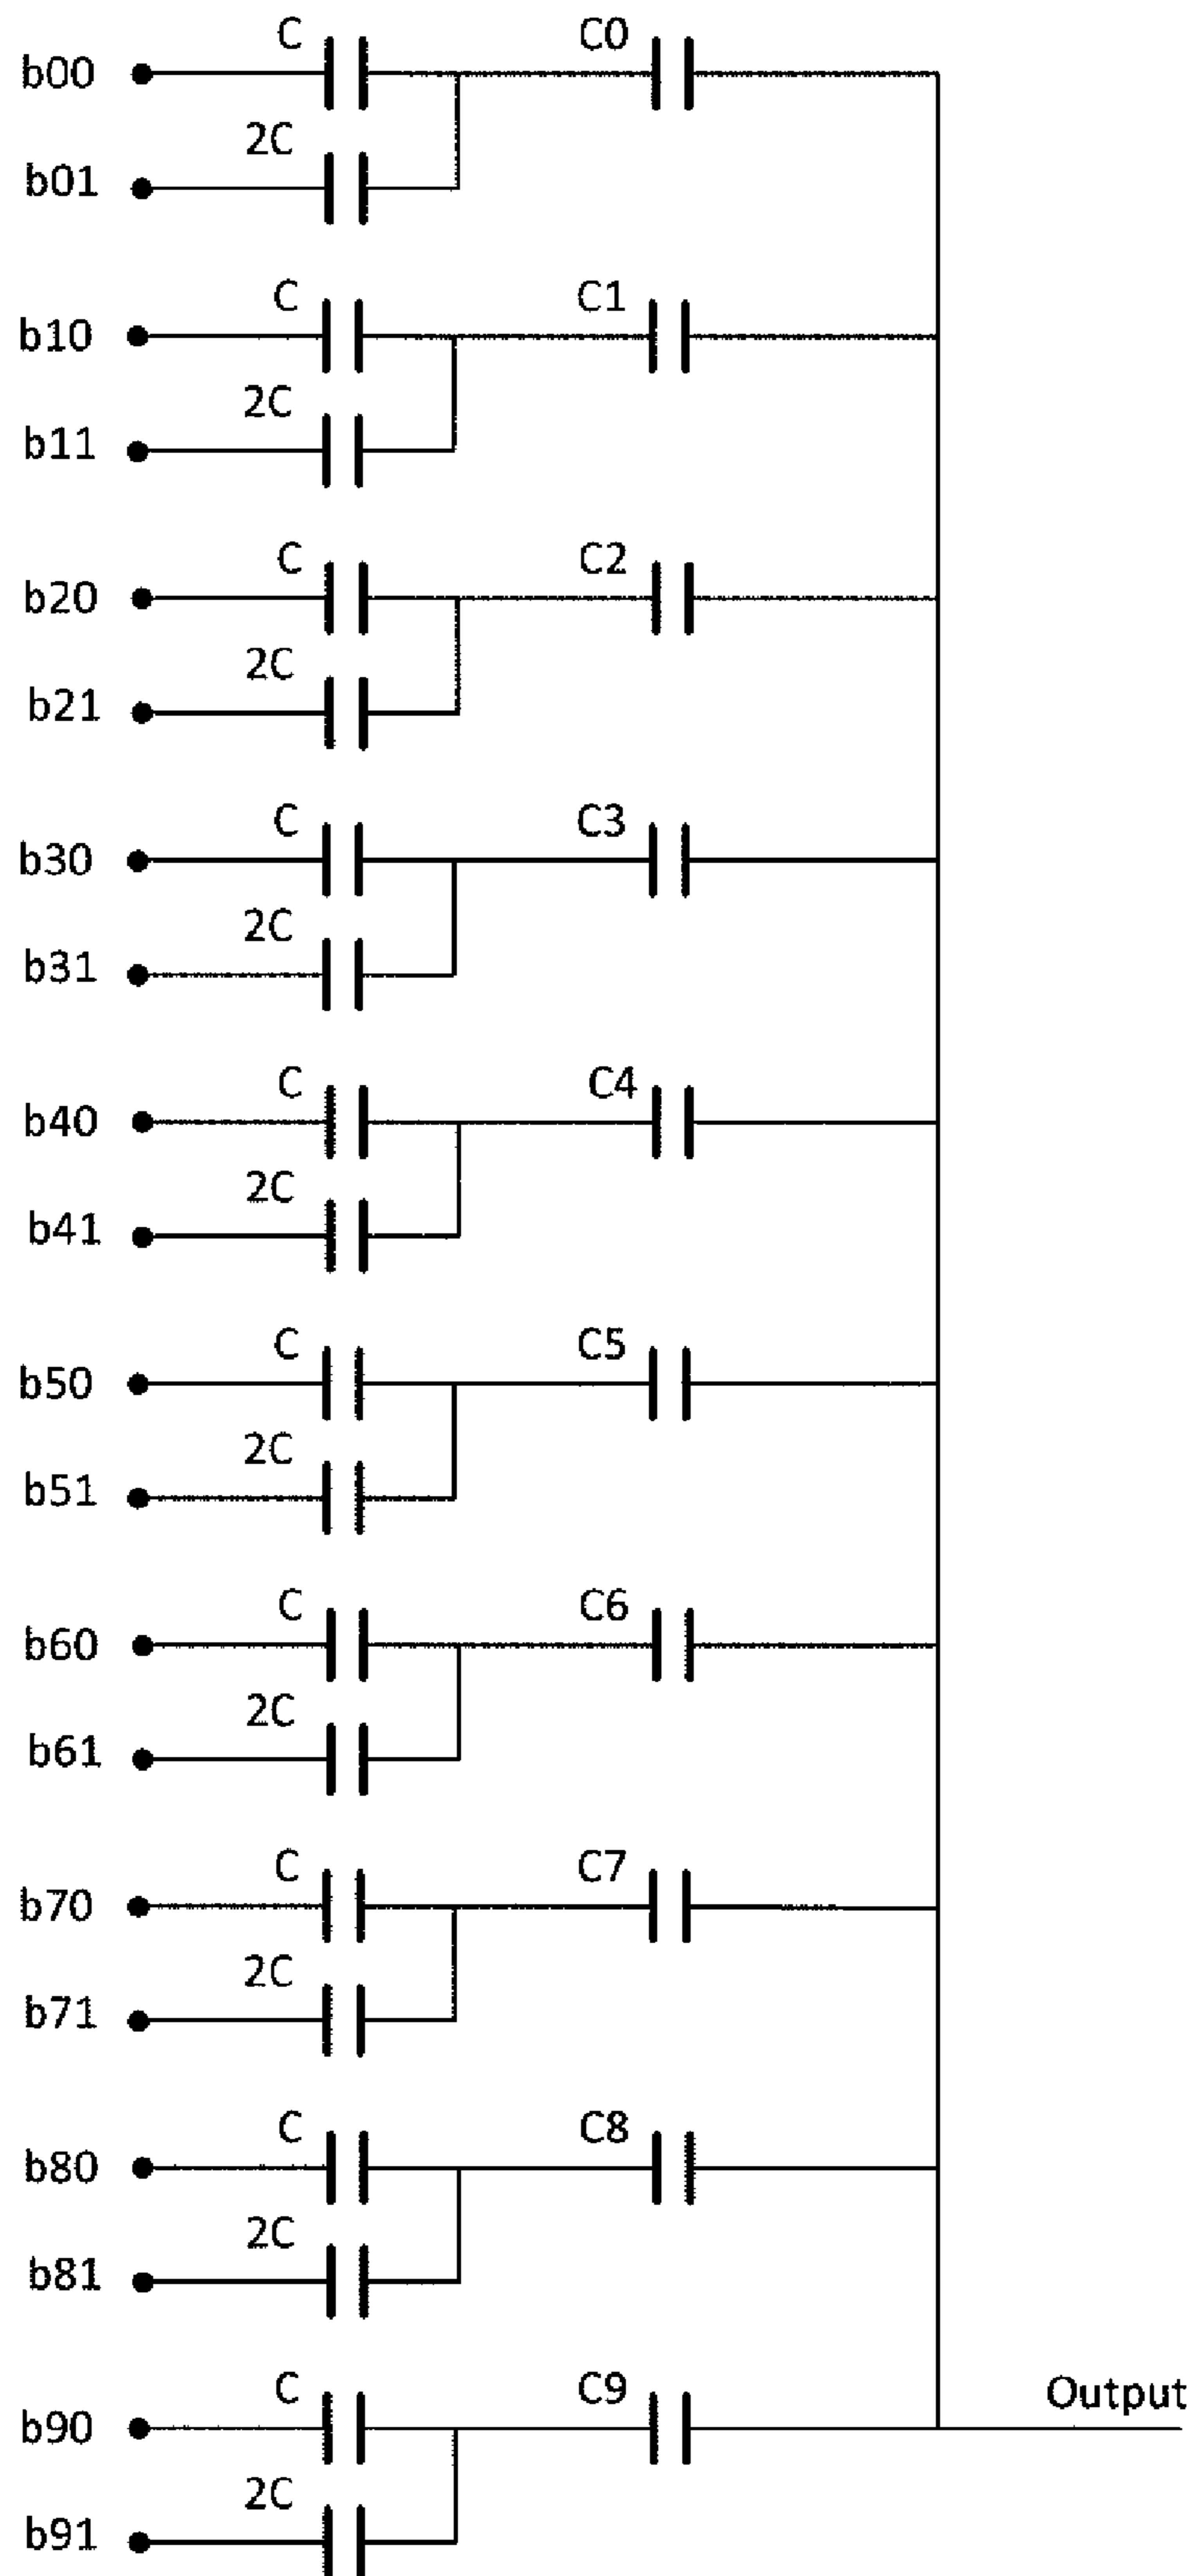 C C0
b00
2C
b01
C C1
b10
2C
b11
C C2
b20
2C
b21
C C3
b30
2C
b31
C C4
b40
2C
b41
C C5
b50
2C
b51
C C6
b60
2C
b61
C C7
b70
2C
b71
C C8
b80
2C
b81
C C9 Output
b90
2C
b91